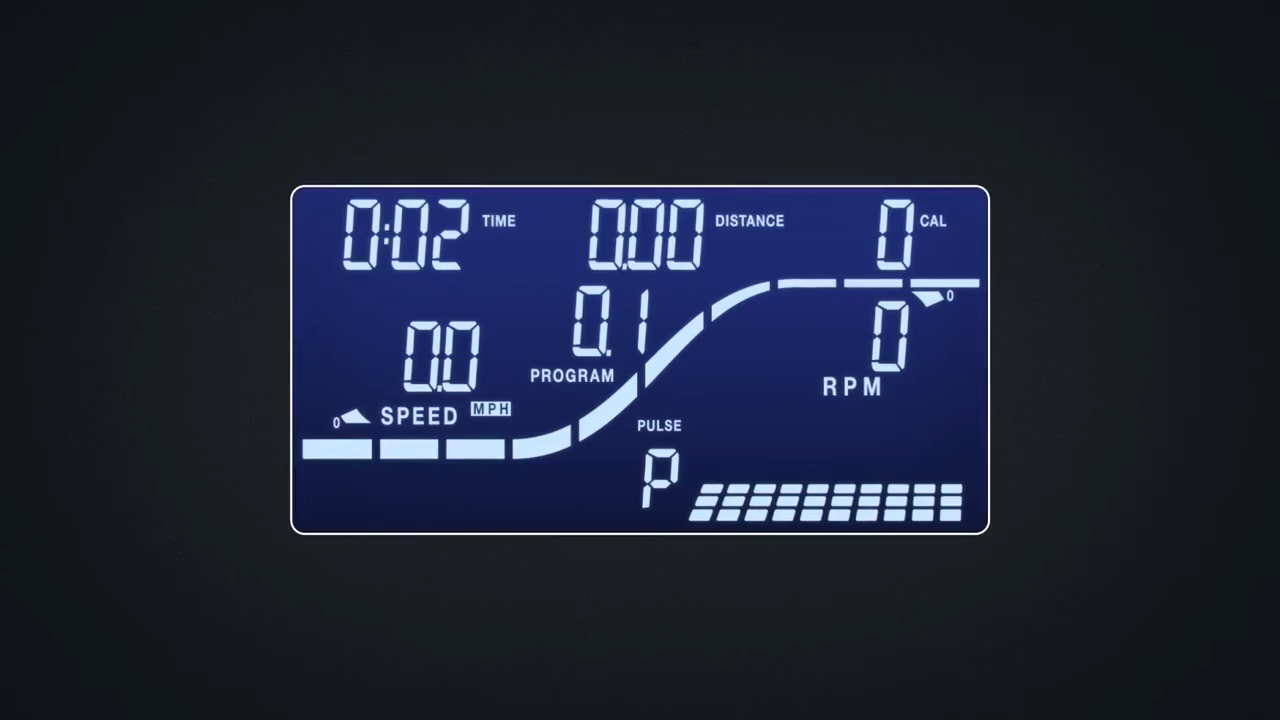 0:02 TIME 0.00 DISTANCE 0 CAL
0.1
0.0 0 0
PROGRAM RPM
0 SPEED MPH
PULSE
P